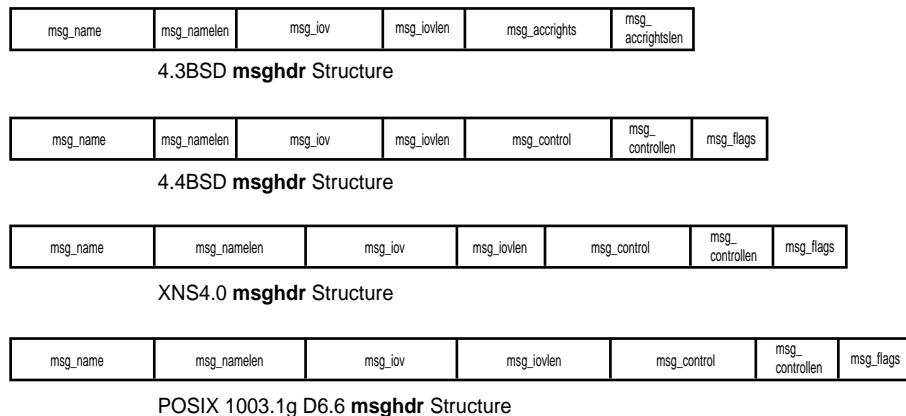 msg_name msg_namelen msg_iov msg_iovlen msg_accrights msg_
accrightslen
4.3BSD msghdr Structure
msg_name msg_namelen msg_iov msg_iovlen msg_control msg_
controllen msg_flags
4.4BSD msghdr Structure
msg_name msg_namelen msg_iov msg_iovlen msg_control msg_
controllen msg_flags
XNS4.0 msghdr Structure
msg_name msg_namelen msg_iov msg_iovlen msg_control msg_
controllen msg_flags
POSIX 1003.1g D6.6 msghdr Structure